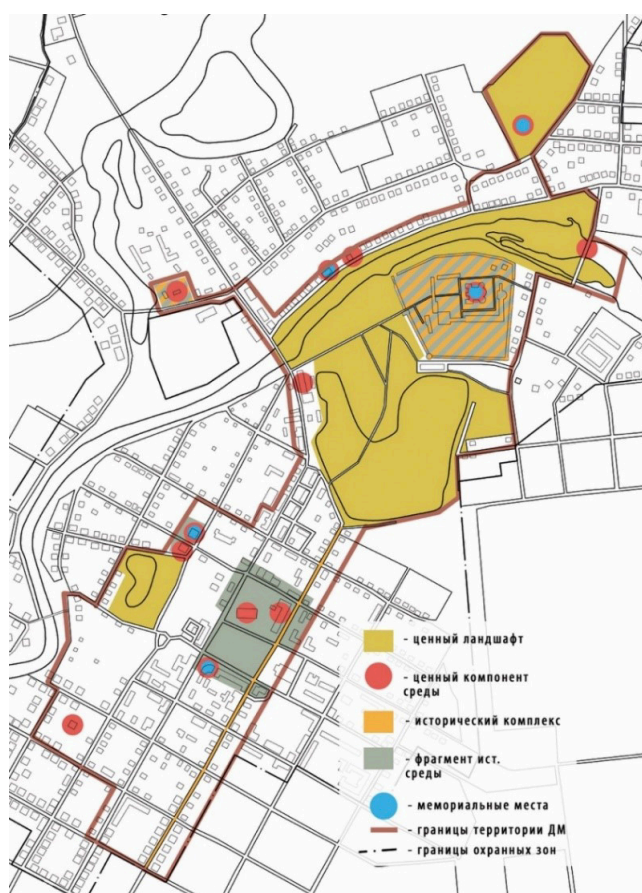 - ценный ландшафт
- ценный компонент
среды
- исторический комплекс
- фрагмент ист.
среды
- мемориальные места
- границы территории ДМ
- границы охранных зон